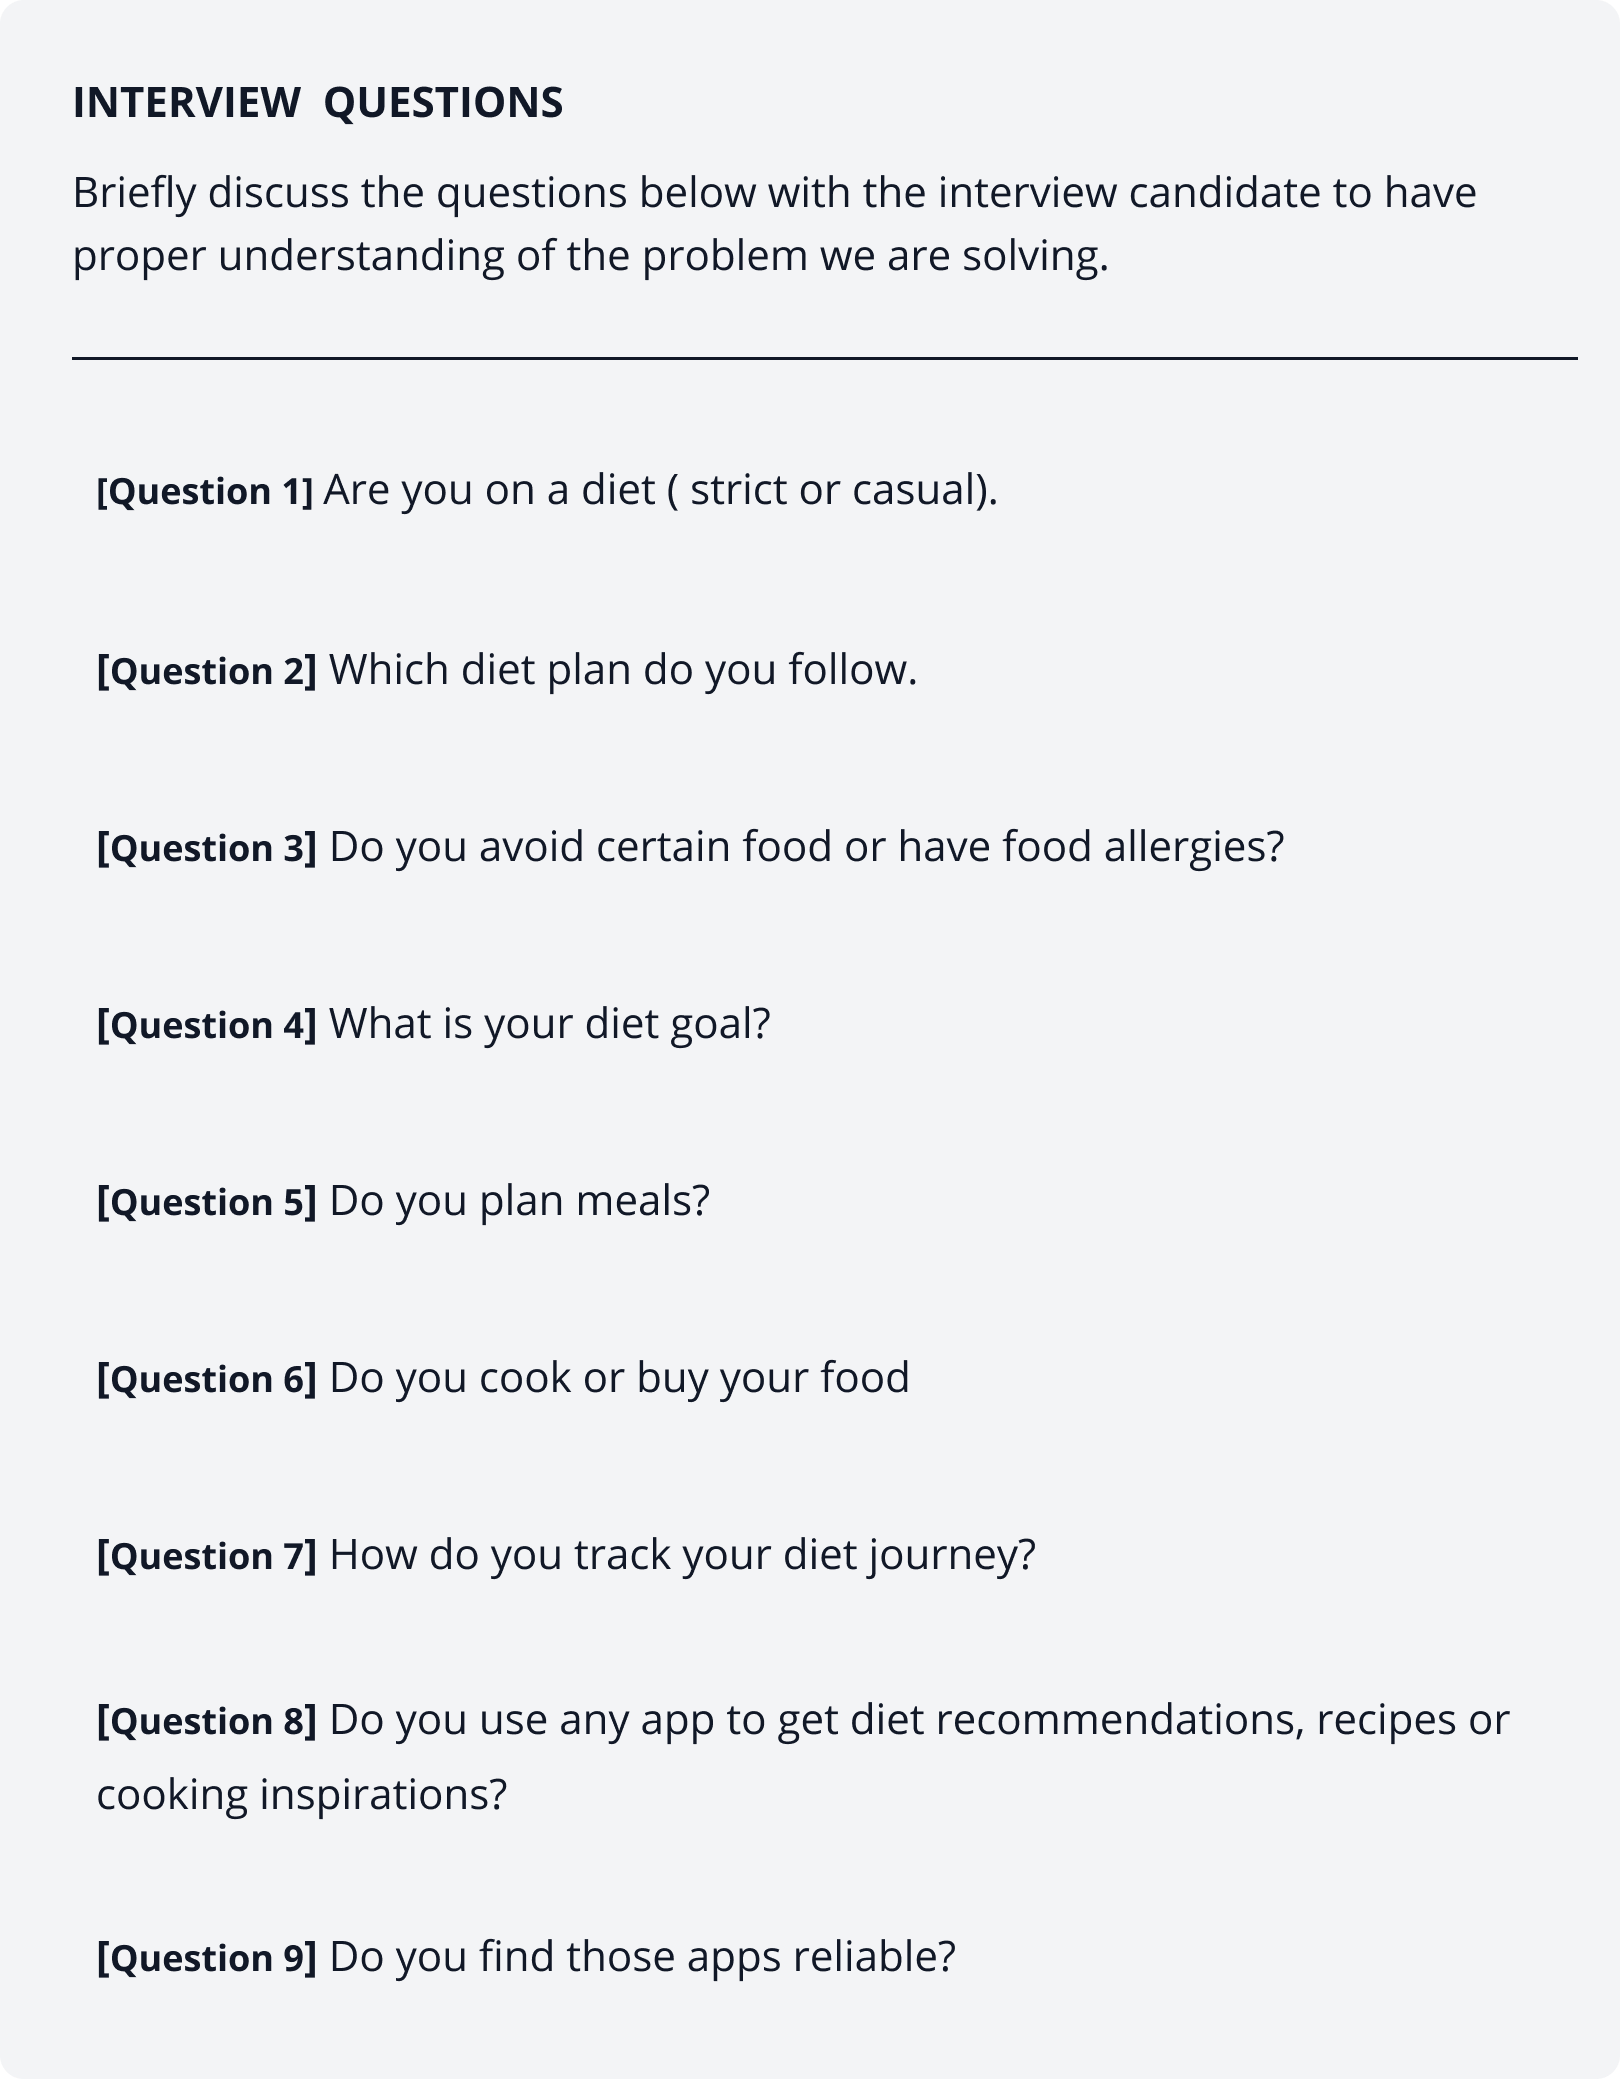 INTERVIEW QUESTIONS
Briefly discuss the questions below with the interview candidate to have
proper understanding of the problem we are solving.
[Question 1] Are you on a diet ( strict or casual).
[Question 2] Which diet plan do you follow.
[Question 3] Do you avoid certain food or have food allergies?
[Question 4] What is your diet goal?
[Question 5] Do you plan meals?
[Question 6] Do you cook or buy your food
[Question 7] How do you track your diet journey?
[Question 8] Do you use any app to get diet recommendations, recipes or
cooking inspirations?
[Question 9] Do you find those apps reliable?